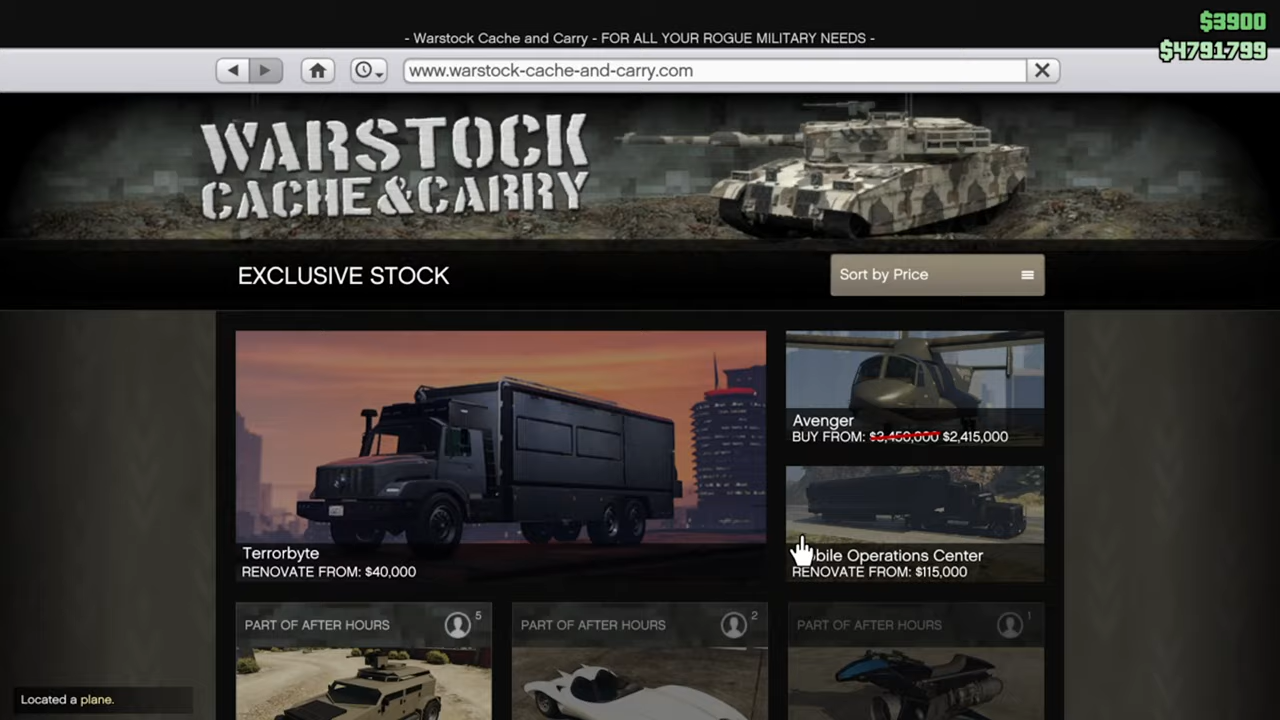 $3900
- Warstock Cache and Carry - FOR ALL YOUR ROGUE MILITARY NEEDS -
$4791799
www.warstock-cache-and-carry.com
WARSTOCK
CACHE&CARRY
EXCLUSIVE STOCK
Sort by Price
Avenger
BUY FROM: $3,450,000 $2,415,000
Terrorbyte
RENOVATE FROM: $40,000
bile Operations Center
RENOVATE FROM: $115,000
PART OF AFTER HOURS 5
PART OF AFTER HOURS 2
PART OF AFTER HOURS 1
Located a plane.